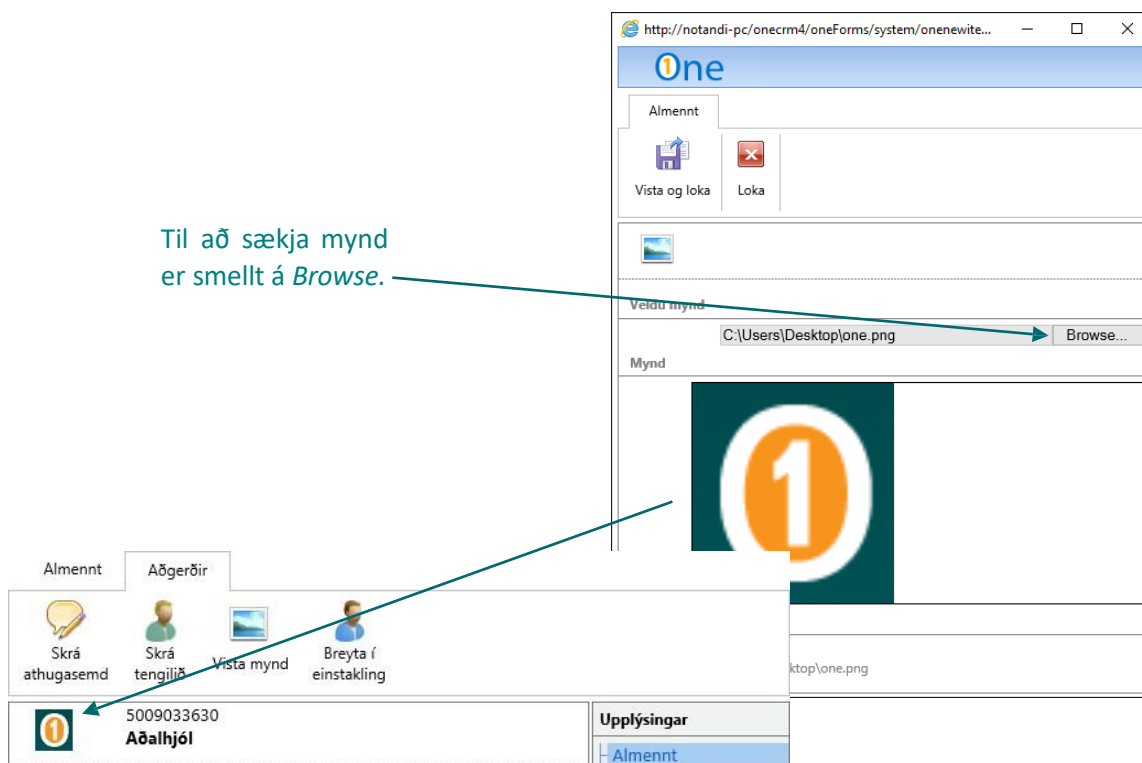 http://notandi-pc/onecrm4/oneForms/system/onenewite...
One
Almennt
Vista og loka
Loka
Til að sækja mynd
er smellt á Browse.
Veldu mynd
C:\Users\Desktop\one.png
Browse...
Mynd
1
Almennt
Aðgerðir
Skrá
athugasemd
Skrá
tengilið
Vista mynd
Breyta í
einstakling
ktop\one.png
1
5009033630
Aðalhjól
Upplýsingar
Almennt